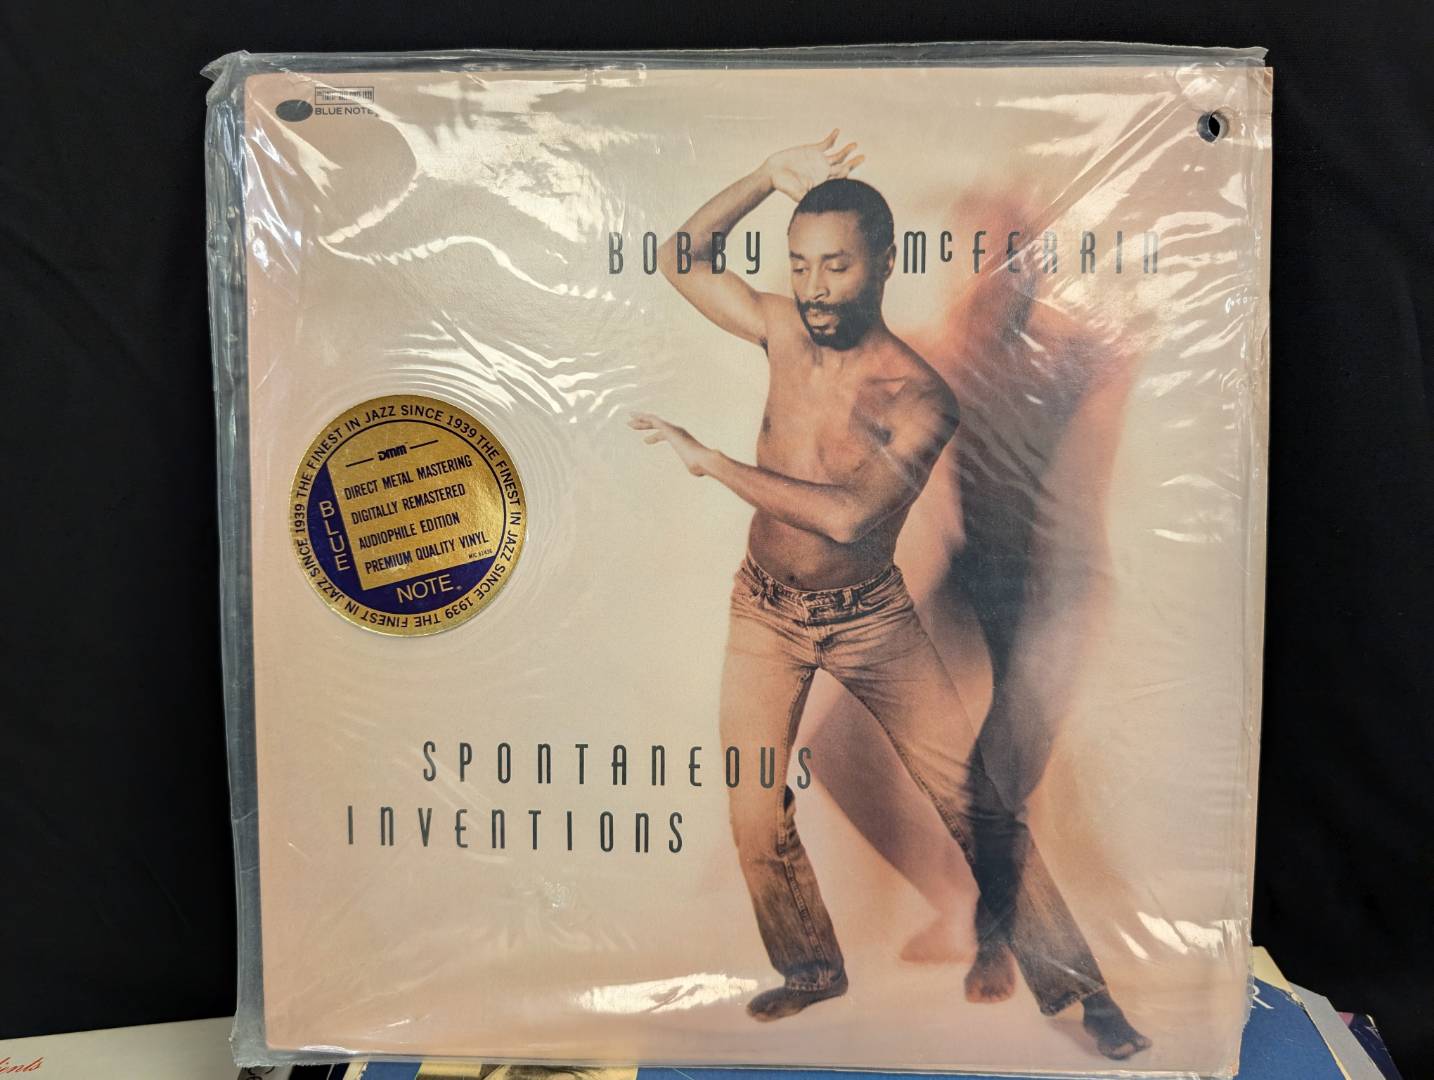 THE FINEST IN JAZZ SINCE 1939
BLUE NOTE
BOBBY McFERRIN
THE FINEST IN JAZZ SINCE 1939 THE FINEST IN JAZZ SINCE 1939 THE FINEST IN JAZZ SINCE 1939
DMM
DIRECT METAL MASTERING
DIGITALLY REMASTERED
AUDIOPHILE EDITION
PREMIUM QUALITY VINYL
BLUE
NOTE®
SPONTANEOUS
INVENTIONS